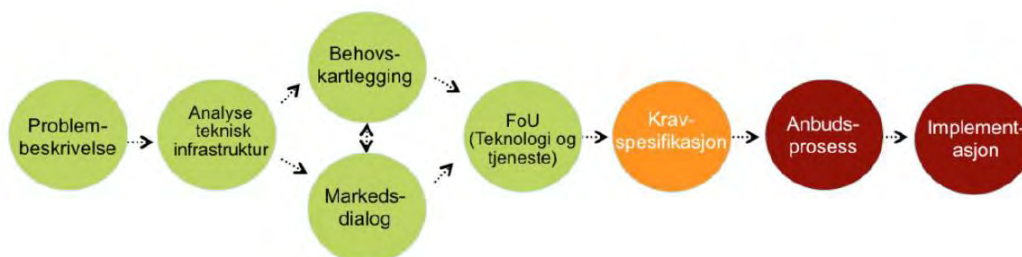 Problem-
beskrivelse
Analyse
teknisk
infrastruktur
Behovs-
kartlegging
Markeds-
dialog
FoU
(Teknologi og
tjeneste)
Krav-
spesifikasjon
Anbuds-
prosess
Implement-
asjon